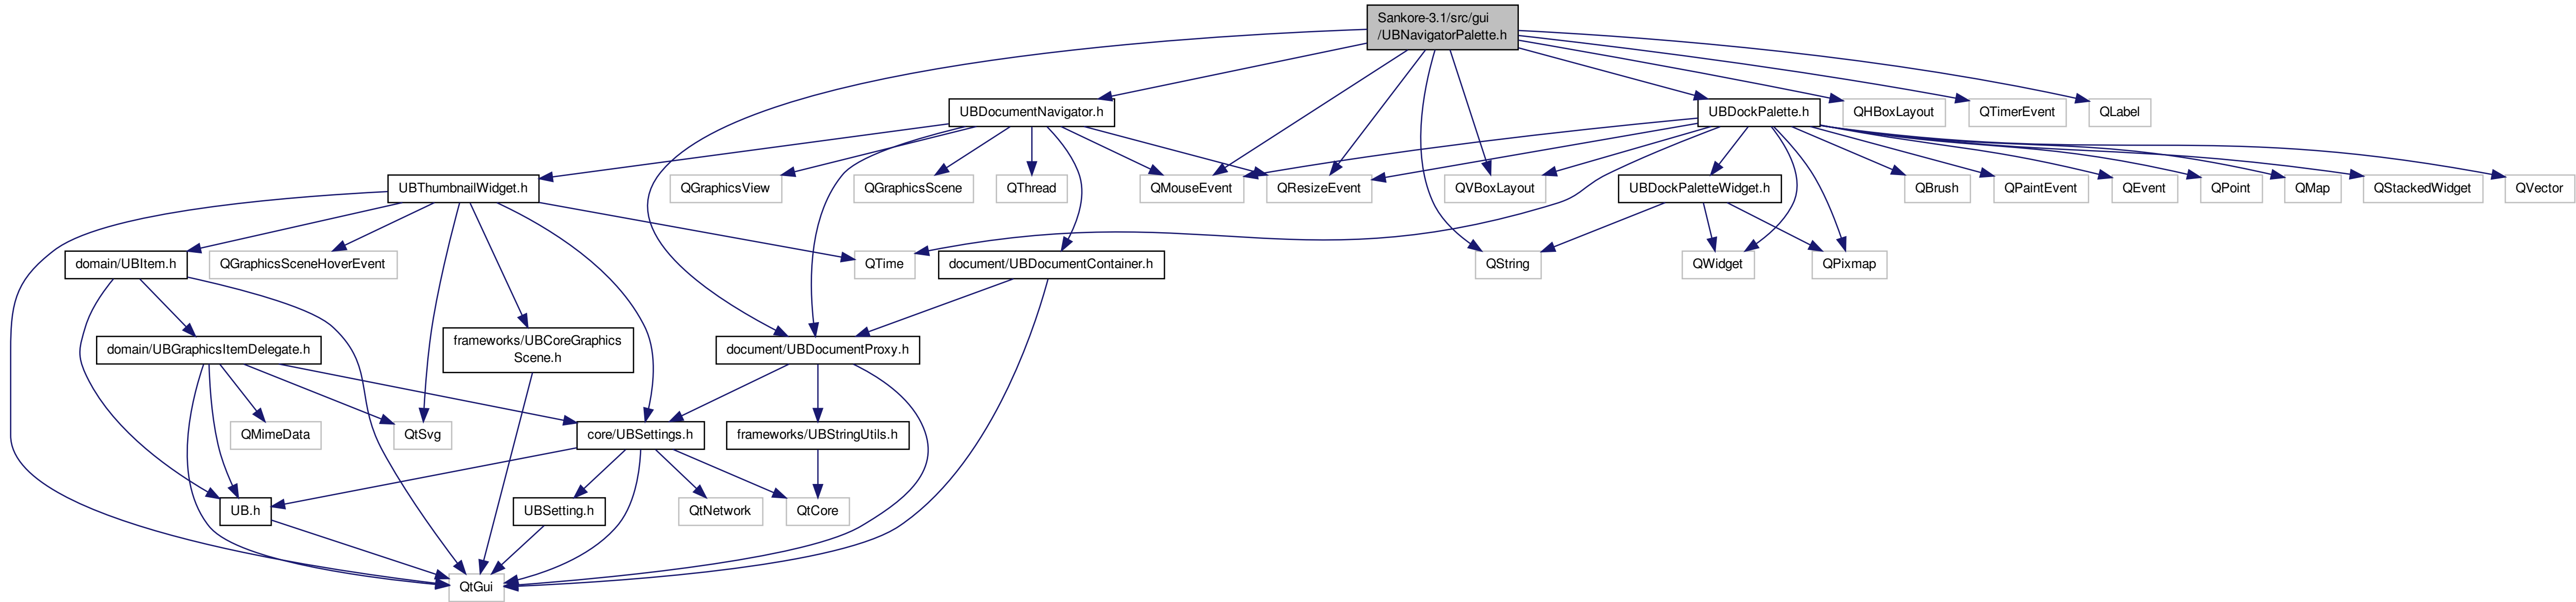 Sankore-3.1/src/gui
/UBNavigatorPalette.h
UBDocumentNavigator.h
UBDockPalette.h
QHBoxLayout
QTimerEvent
QLabel
UBThumbnailWidget.h
QGraphicsView
QGraphicsScene
QThread
QMouseEvent
QResizeEvent
QVBoxLayout
UBDockPaletteWidget.h
QBrush
QPaintEvent
QEvent
QPoint
QMap
QStackedWidget
QVector
domain/UBItem.h
QGraphicsSceneHoverEvent
QTime
document/UBDocumentContainer.h
QString
QWidget
QPixmap
domain/UBGraphicsItemDelegate.h
frameworks/UBCoreGraphics
Scene.h
document/UBDocumentProxy.h
QMimeData
QtSvg
core/UBSettings.h
frameworks/UBStringUtils.h
UB.h
UBSetting.h
QtNetwork
QtCore
QtGui